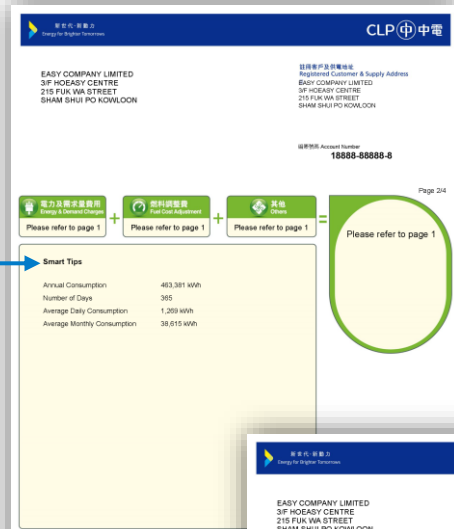 新世代·新動力
Energy for Brighter Tomorrows
CLP 中 中電
EASY COMPANY LIMITED
3/F HOEASY CENTRE
215 FUK WA STREET
SHAM SHUI PO KOWLOON
註冊客戶及供電地址
Registered Customer & Supply Address
EASY COMPANY LIMITED
3/F HOEASY CENTRE
215 FUK WA STREET
SHAM SHUI PO KOWLOON
Account Number
18888-88888-8
Page 2/4
電力及需求量費用
Energy & Demand Charges
Please refer to page 1
+
燃料調整費
Fuel Cost Adjustment
Please refer to page 1
+
其他
Others
Please refer to page 1
=
Please refer to page 1
Smart Tips
Annual Consumption 463,381 kWh
Number of Days 365
Average Daily Consumption 1,269 kWh
Average Monthly Consumption 38,615 kWh
新世代·新動力
Energy for Brighter Tomorrows
EASY COMPANY LIMITED
3/F HOEASY CENTRE
215 FUK WA STREET
SHAM SHUI PO KOWLOON